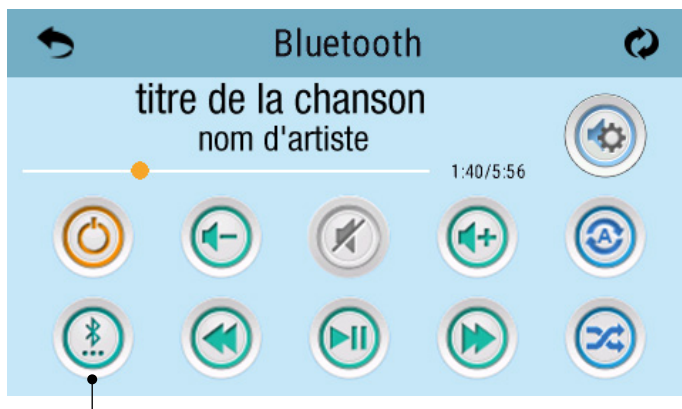 Bluetooth
titre de la chanson
nom d'artiste
1:40/5:56
A